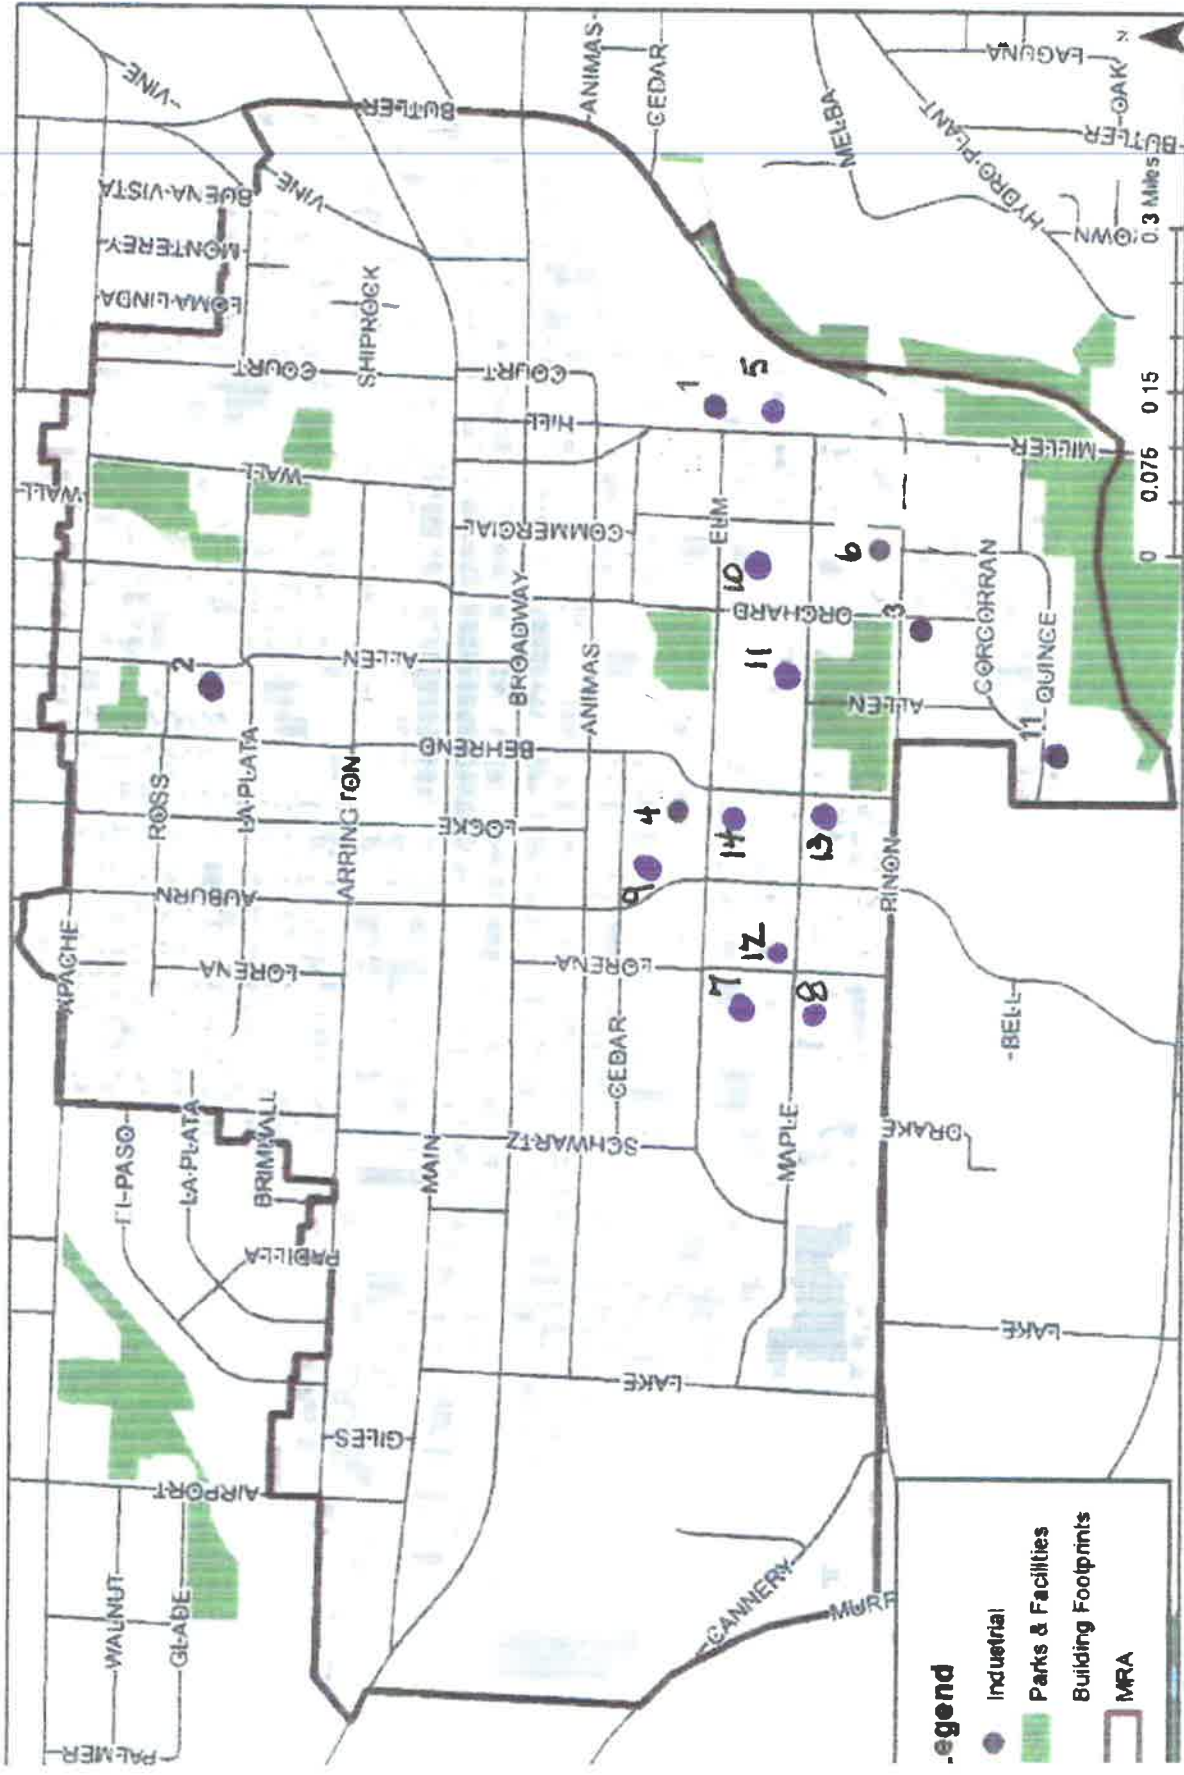 WALNUT
GLADE
PALMER
AIRPORT
GILES
EL-PASO
LA-PLATA
BRIMHALL
PADILLA
APACHE
ROSS
LA-PLATA
ARRINGTON
AUBURN
LORENA
LOCKE
BEHREND
ALLEN
WALL
WALL
COURT
SHIPROCK
LOMA-LINDA
MONTEREY
BUENA-VISTA
VINE
VINE
BUTLER
MAIN
BROADWAY
ANIMAS
ANIMAS
CEDAR
CEDAR
SCHWARTZ
LORENA
COMMERCIAL
HILL
COURT
ELM
MAPLE
ORCHARD
ALLEN
PINON
CORCORRAN
QUINCE
MILLER
LAKE
LAKE
DRAKE
BELL
CANNERY
MURR
MELBA
HYDRO-PLANT
LAGUNA
OAK
BUTLER
OWN
1
2
3
4
5
6
7
8
9
10
11
11
12
13
14
egend
Industrial
Parks & Facilities
Building Footprints
MRA
0 0.075 0.15 0.3 Miles
N